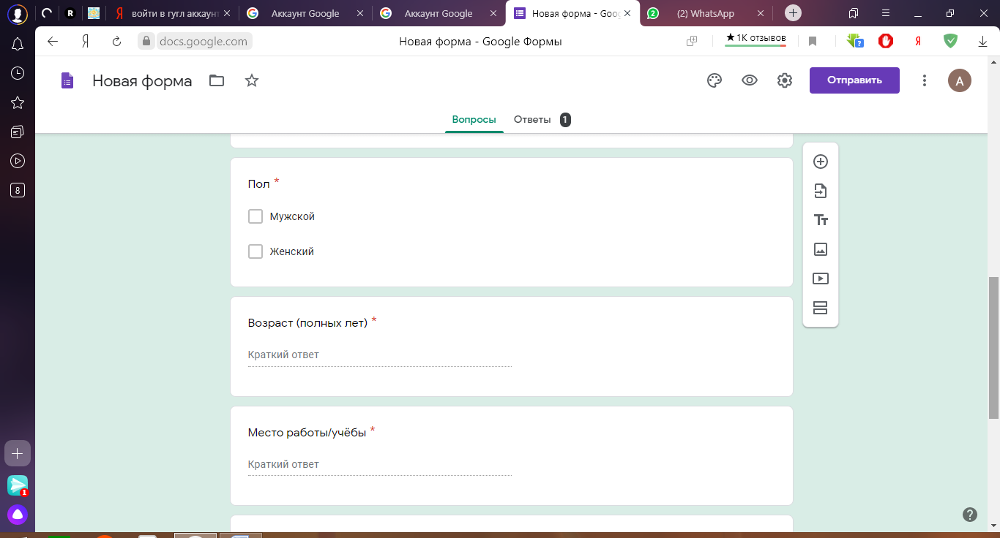 войти в гугл аккаунт
Аккаунт Google
Аккаунт Google
Новая форма - Goog
2
(2) WhatsApp
docs.google.com
Новая форма - Google Формы
★ 1К отзывов
Новая форма
Отправить
А
Вопросы
Ответы 1
Пол *
Мужской
Женский
Возраст (полных лет) *
Краткий ответ
Место работы/учёбы *
Краткий ответ
8
1